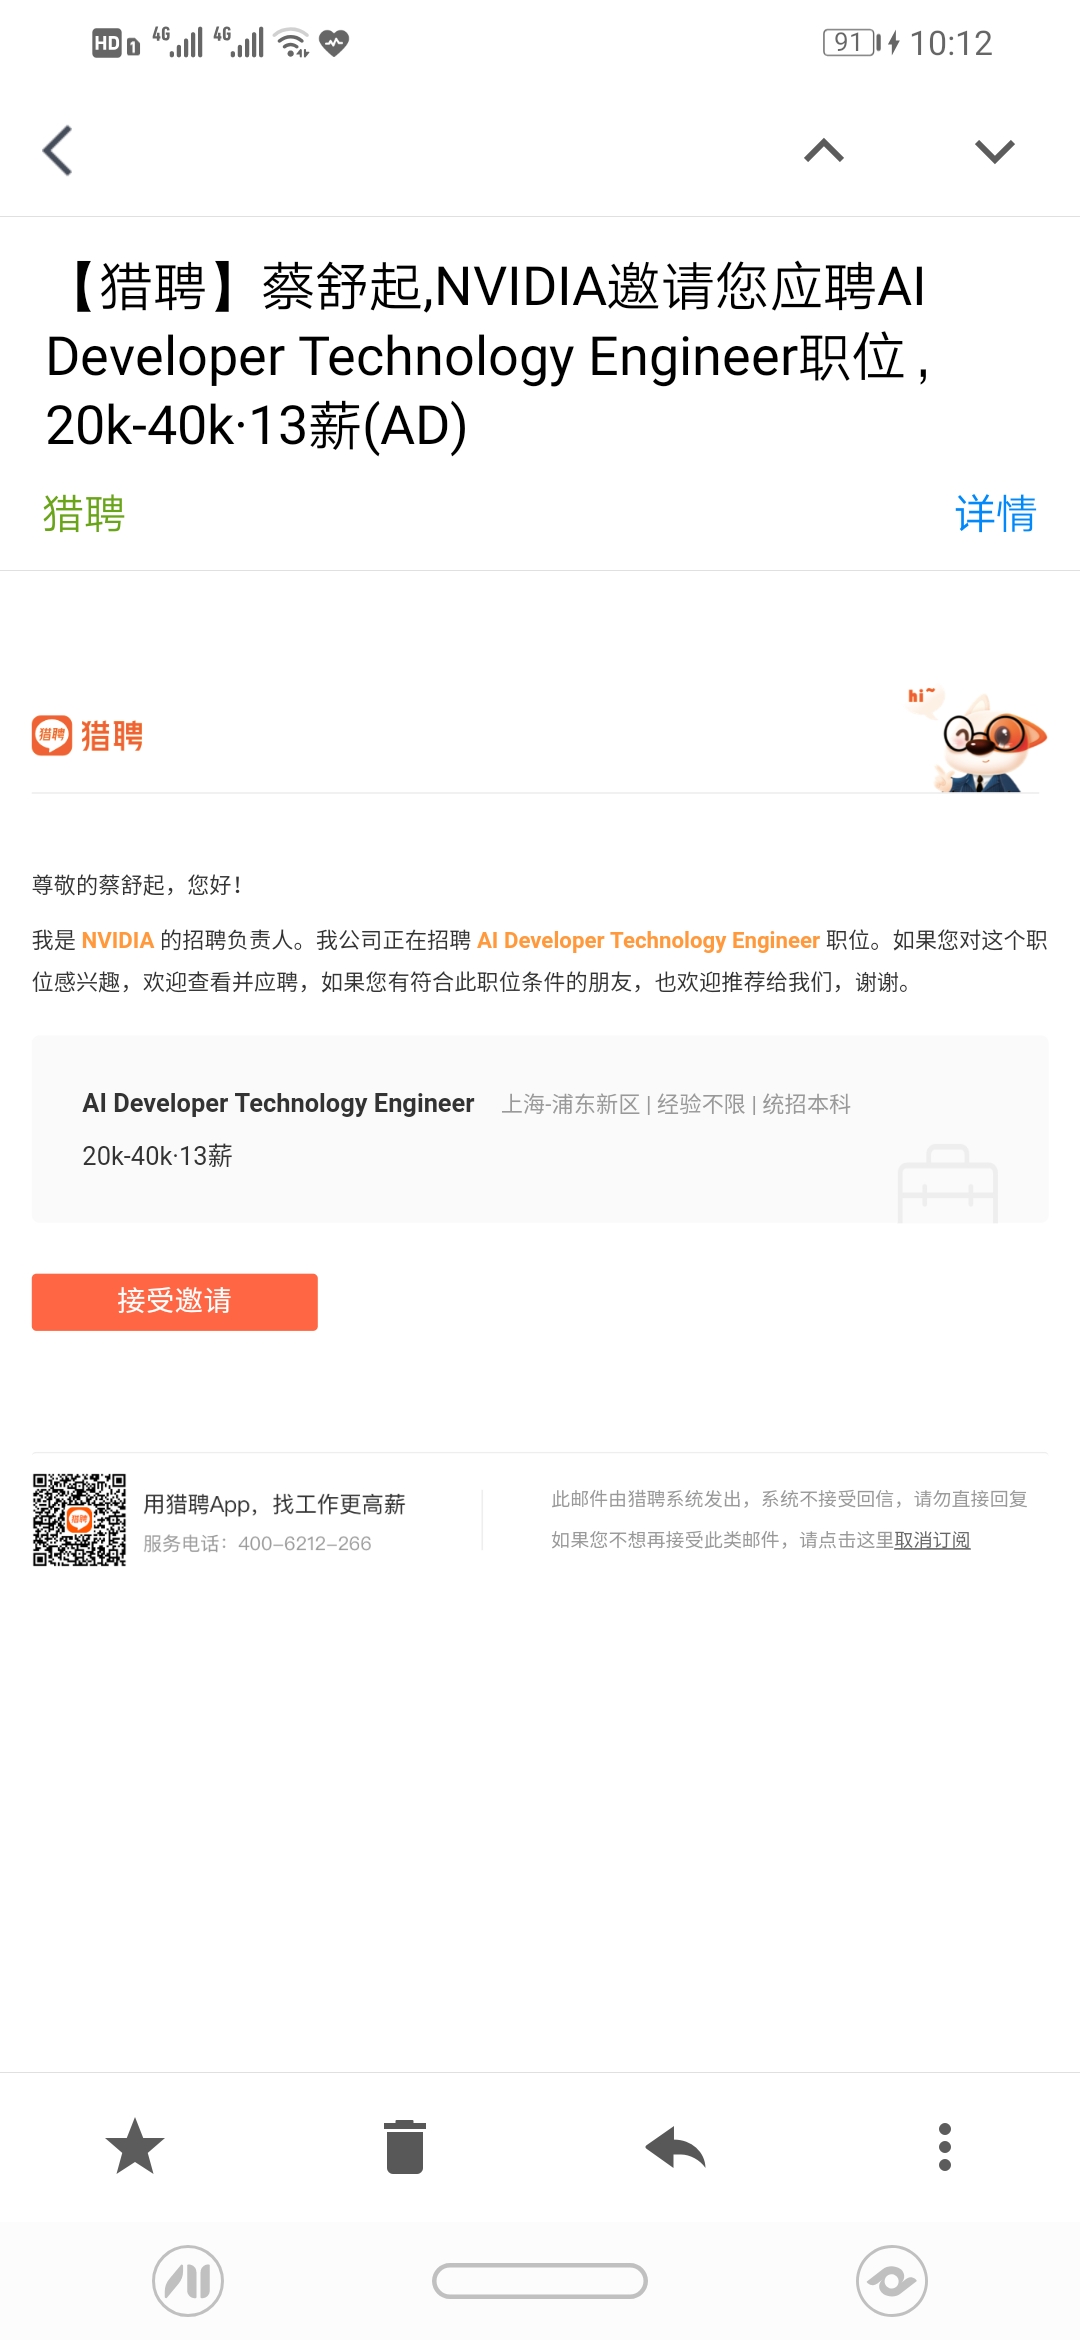 HD 1 4G 4G 91 10:12
【猎聘】蔡舒起,NVIDIA邀请您应聘AI
Developer Technology Engineer职位,
20k-40k·13薪(AD)
猎聘 详情
hi~
猎聘 猎聘
尊敬的蔡舒起，您好！
我是 NVIDIA 的招聘负责人。我公司正在招聘 AI Developer Technology Engineer 职位。如果您对这个职
位感兴趣，欢迎查看并应聘，如果您有符合此职位条件的朋友，也欢迎推荐给我们，谢谢。
AI Developer Technology Engineer 上海-浦东新区 | 经验不限 | 统招本科
20k-40k·13薪
接受邀请
猎聘
用猎聘App，找工作更高薪
服务电话：400-6212-266
此邮件由猎聘系统发出，系统不接受回信，请勿直接回复
如果您不想再接受此类邮件，请点击这里取消订阅